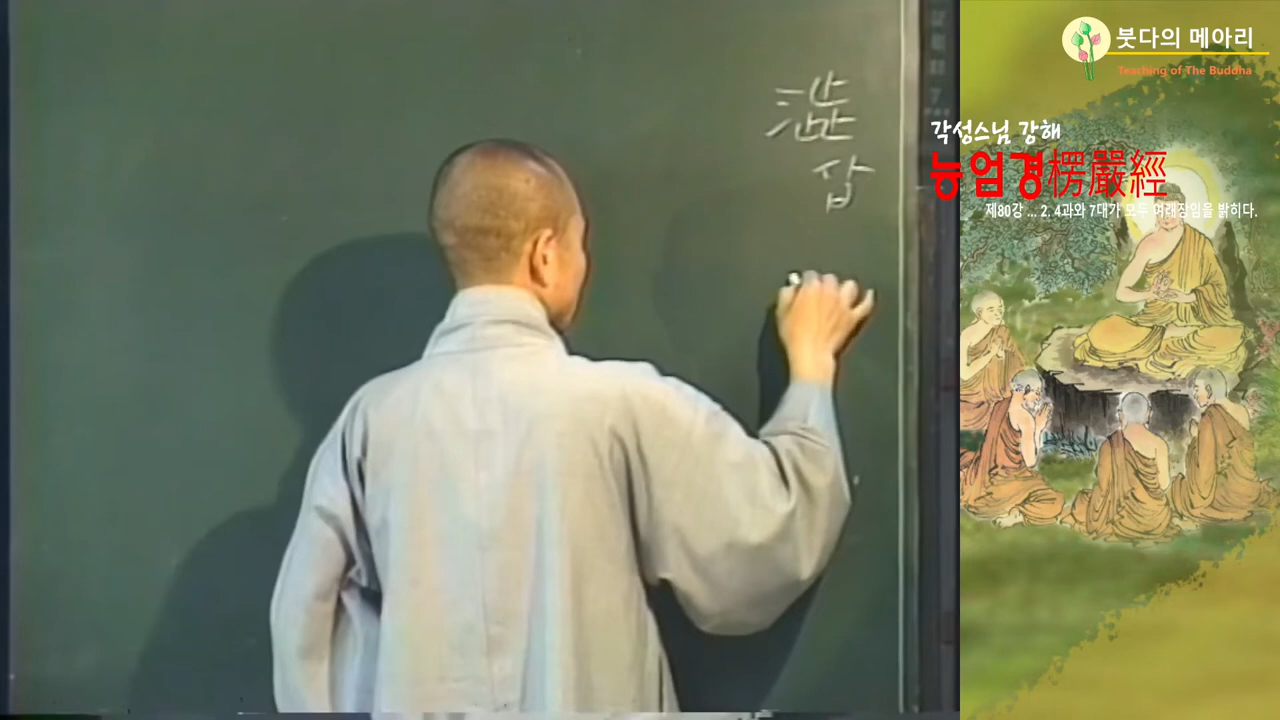 澁
삽
붓다의 메아리
Teaching of The Buddha
각성스님 강해
능엄경楞嚴經
제80강 ... 2. 4과와 7대가 모두 여래장임을 밝히다.